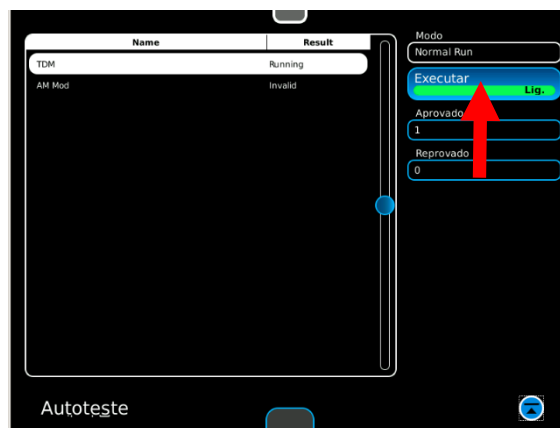 Name Result
TDM Running
AM Mod Invalid
Modo
Normal Run
Executar
Lig.
Aprovado
1
Reprovado
0
Autoteste